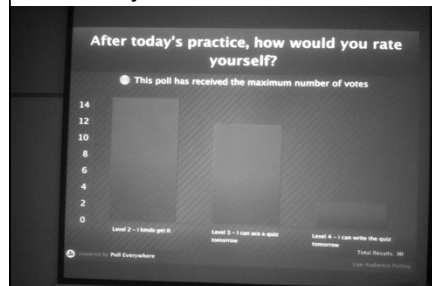 After today's practice, how would you rate
yourself?
This poll has received the maximum number of votes
14
12
10
8
6
4
2
0
Level 2 - I kinda get it
Level 3 - I can ace a quiz
tomorrow
Level 4 - I can write the quiz
tomorrow
Total Results: 30
powered by Poll Everywhere
Live Audience Polling